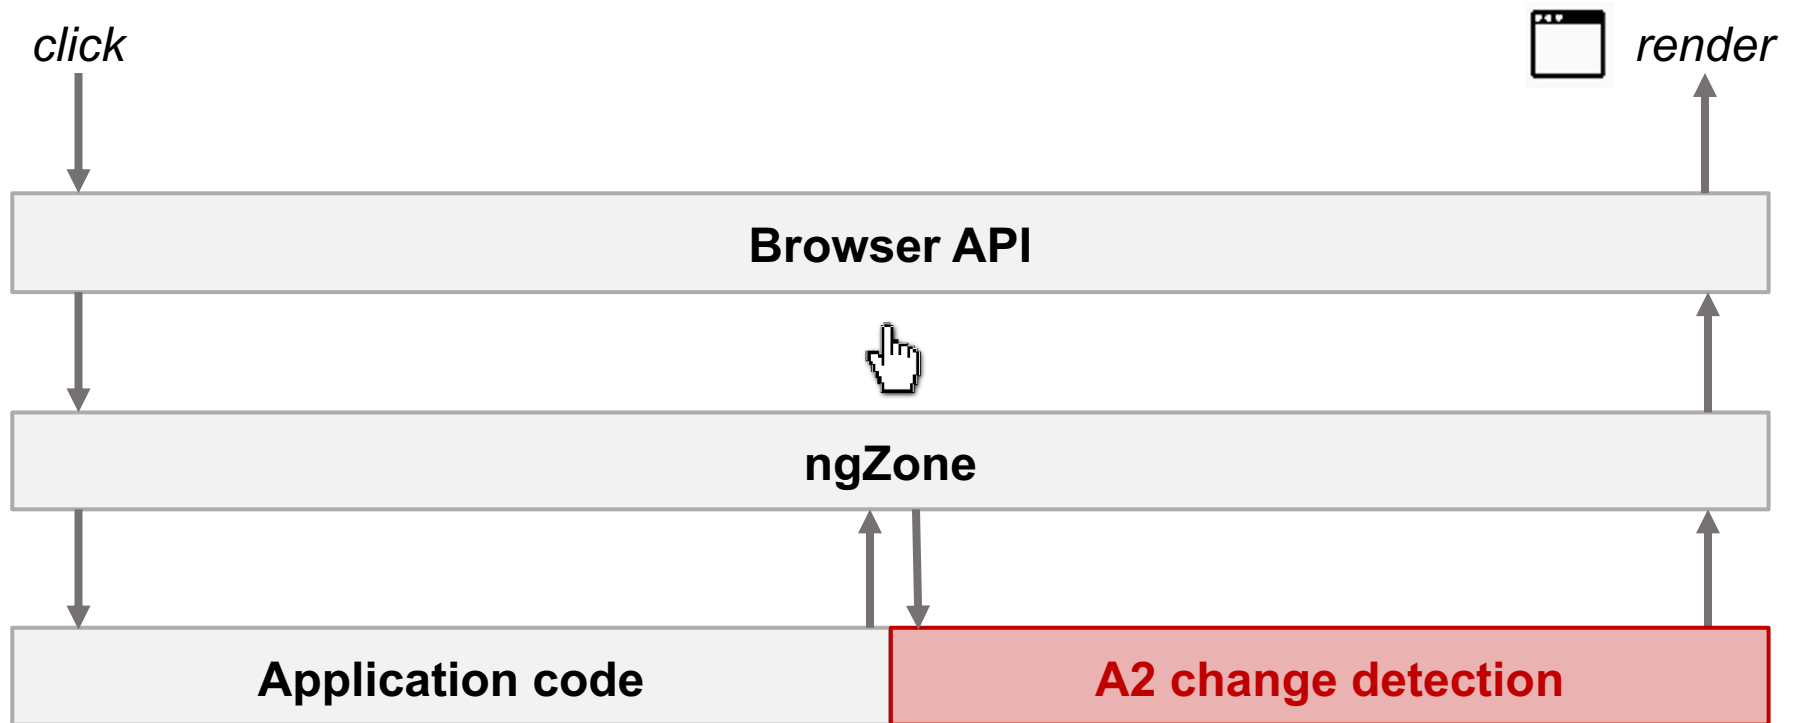 click
render
Browser API
ngZone
Application code
A2 change detection